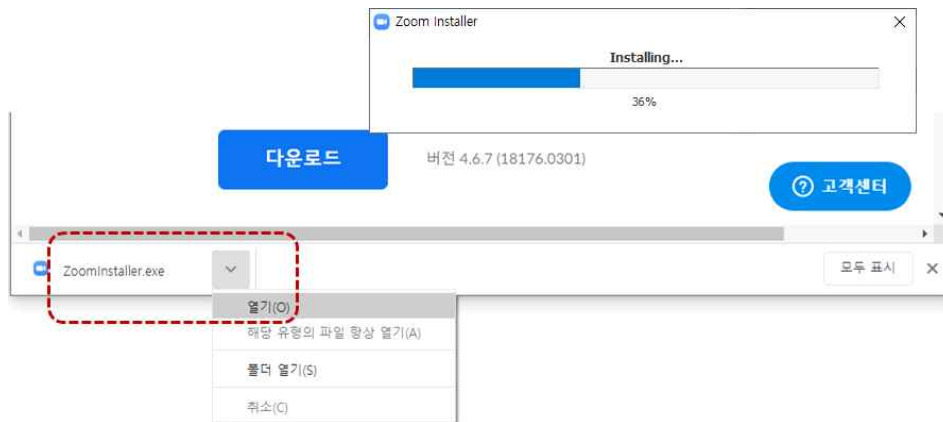 Zoom Installer
Installing...
36%
다운로드
버전 4.6.7 (18176.0301)
고객센터
ZoomInstaller.exe
모두 표시
열기(O)
해당 유형의 파일 항상 열기(A)
폴더 열기(S)
취소(C)